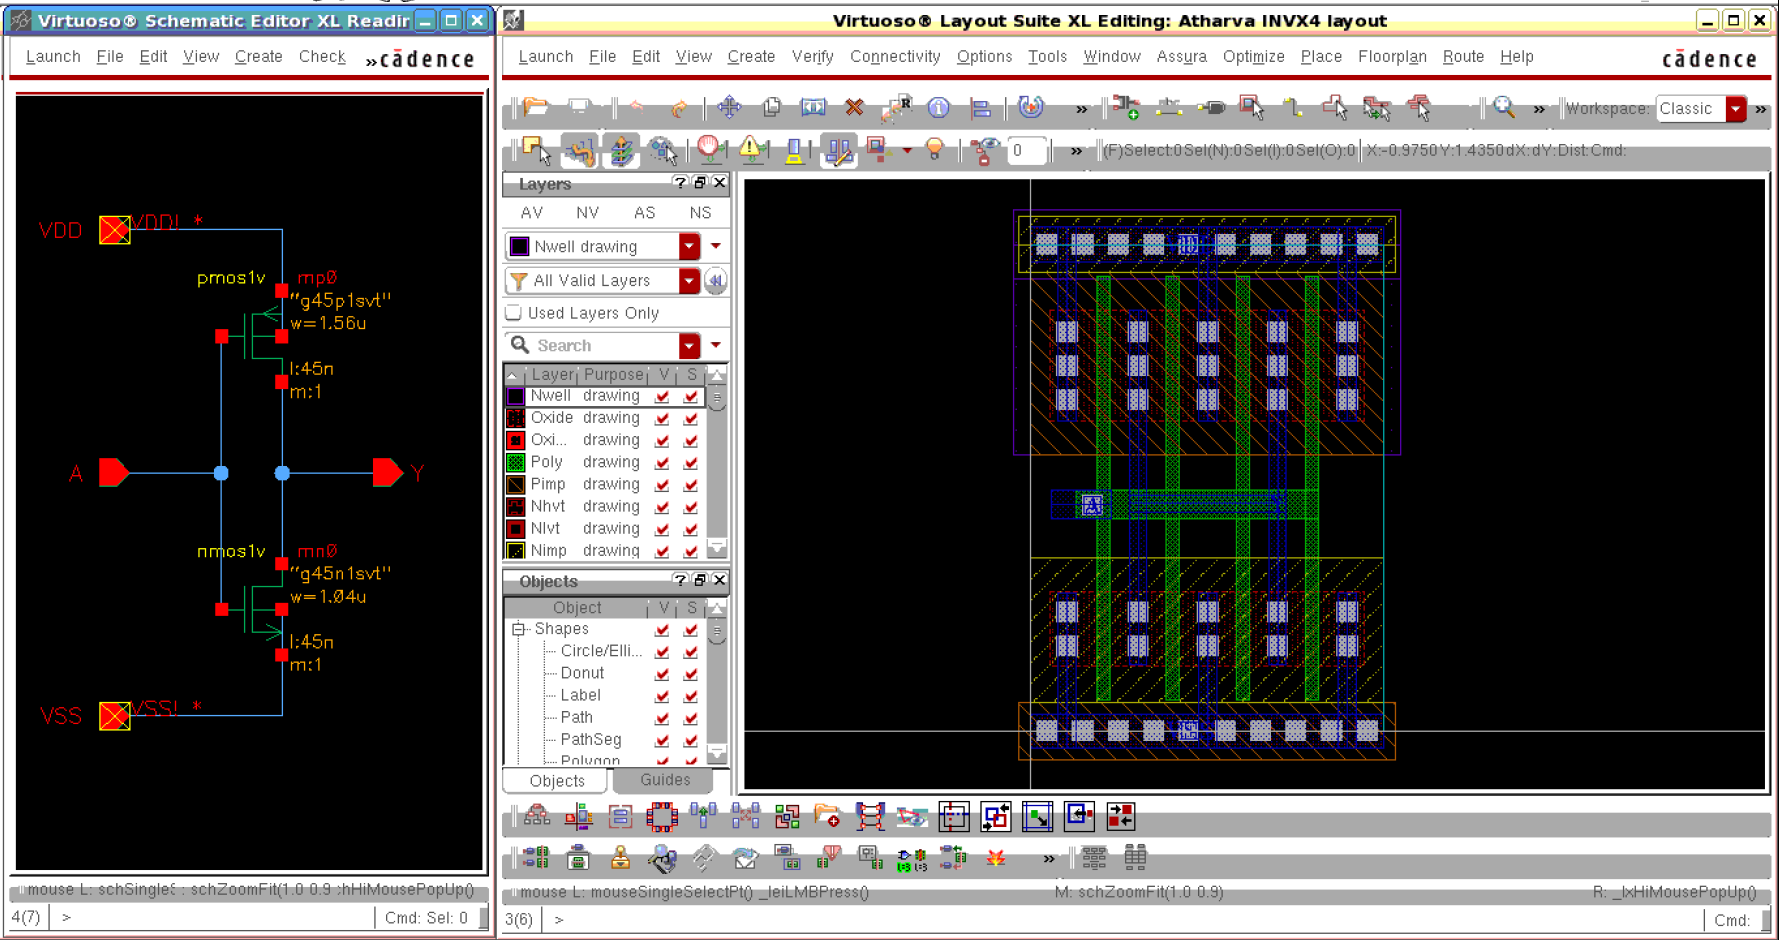 Virtuoso® Schematic Editor XL Readir
Launch File Edit View Create Check » cādence
VDD VDD! *
pmos1v mp0
"g45p1svt"
w=1.56u
l:45n
m:1
A Y
nmos1v mn0
"g45n1svt"
w=1.04u
l:45n
m:1
VSS VSS! *
mouse L: schSingleS : schZoomFit(1.0 0.9 :hHiMousePopUp()
4(7) > Cmd: Sel: 0
Virtuoso® Layout Suite XL Editing: Atharva INVX4 layout
Launch File Edit View Create Verify Connectivity Options Tools Window Assura Optimize Place Floorplan Route Help cādence
» » Workspace: Classic »
0 » (F)Select:0 Sel(N):0 Sel(I):0 Sel(O):0 X:-0.9750 Y:1.4350 dX: dY: Dist: Cmd:
Layers
AV NV AS NS
Nwell drawing
All Valid Layers
Used Layers Only
Search
Layer Purpose V S
Nwell drawing
Oxide drawing
Oxi... drawing
Poly drawing
Pimp drawing
Nhvt drawing
Nlvt drawing
Nimp drawing
Objects
Object V S
Shapes
Circle/Elli...
Donut
Label
Path
PathSeg
Polygon
Objects Guides
A
»
mouse L: mouseSingleSelectPt() _leiLMBPress() M: schZoomFit(1.0 0.9) R: _lxHiMousePopUp()
3(6) > Cmd: